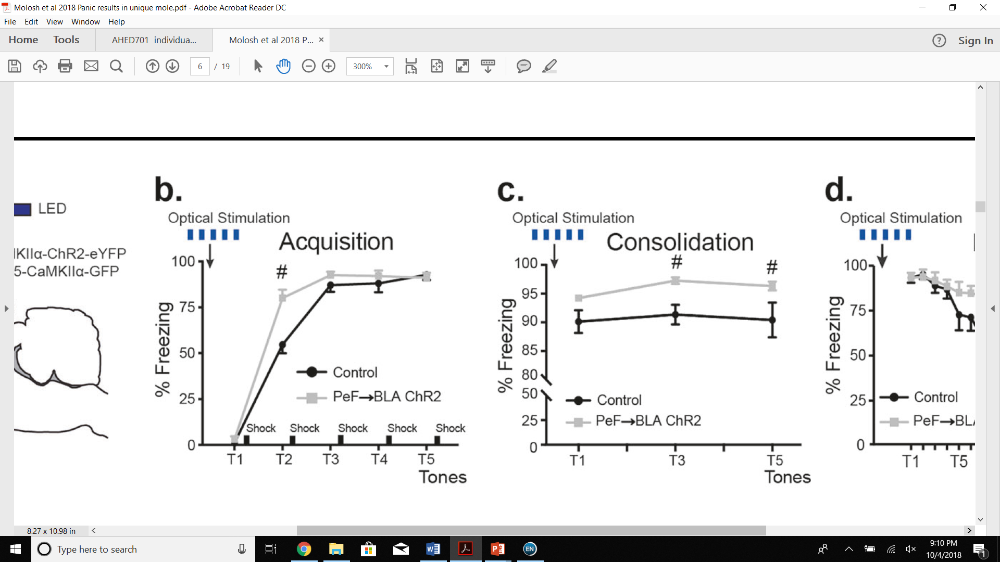 Molosh et al 2018 Panic results in unique mole.pdf - Adobe Acrobat Reader DC
File Edit View Window Help
Home Tools AHED701 individua... Molosh et al 2018 P... ×
? Sign In
6 / 19 300%
b.
LED
Optical Stimulation
Acquisition
IKIIα-ChR2-eYFP
5-CaMKIIα-GFP
% Freezing
100
75
50
25
0
#
Control
PeF→BLA ChR2
Shock Shock Shock Shock Shock
T1 T2 T3 T4 T5
Tones
c.
Optical Stimulation
Consolidation
% Freezing
100
95
90
85
80
50
25
0
# #
Control
PeF→BLA ChR2
T1 T3 T5
Tones
d.
Optical Stimulation
% Freezing
100
75
50
25
0
Control
PeF→BL
T1 T5
8.27 x 10.98 in
Type here to search
EN
9:10 PM
10/4/2018
1